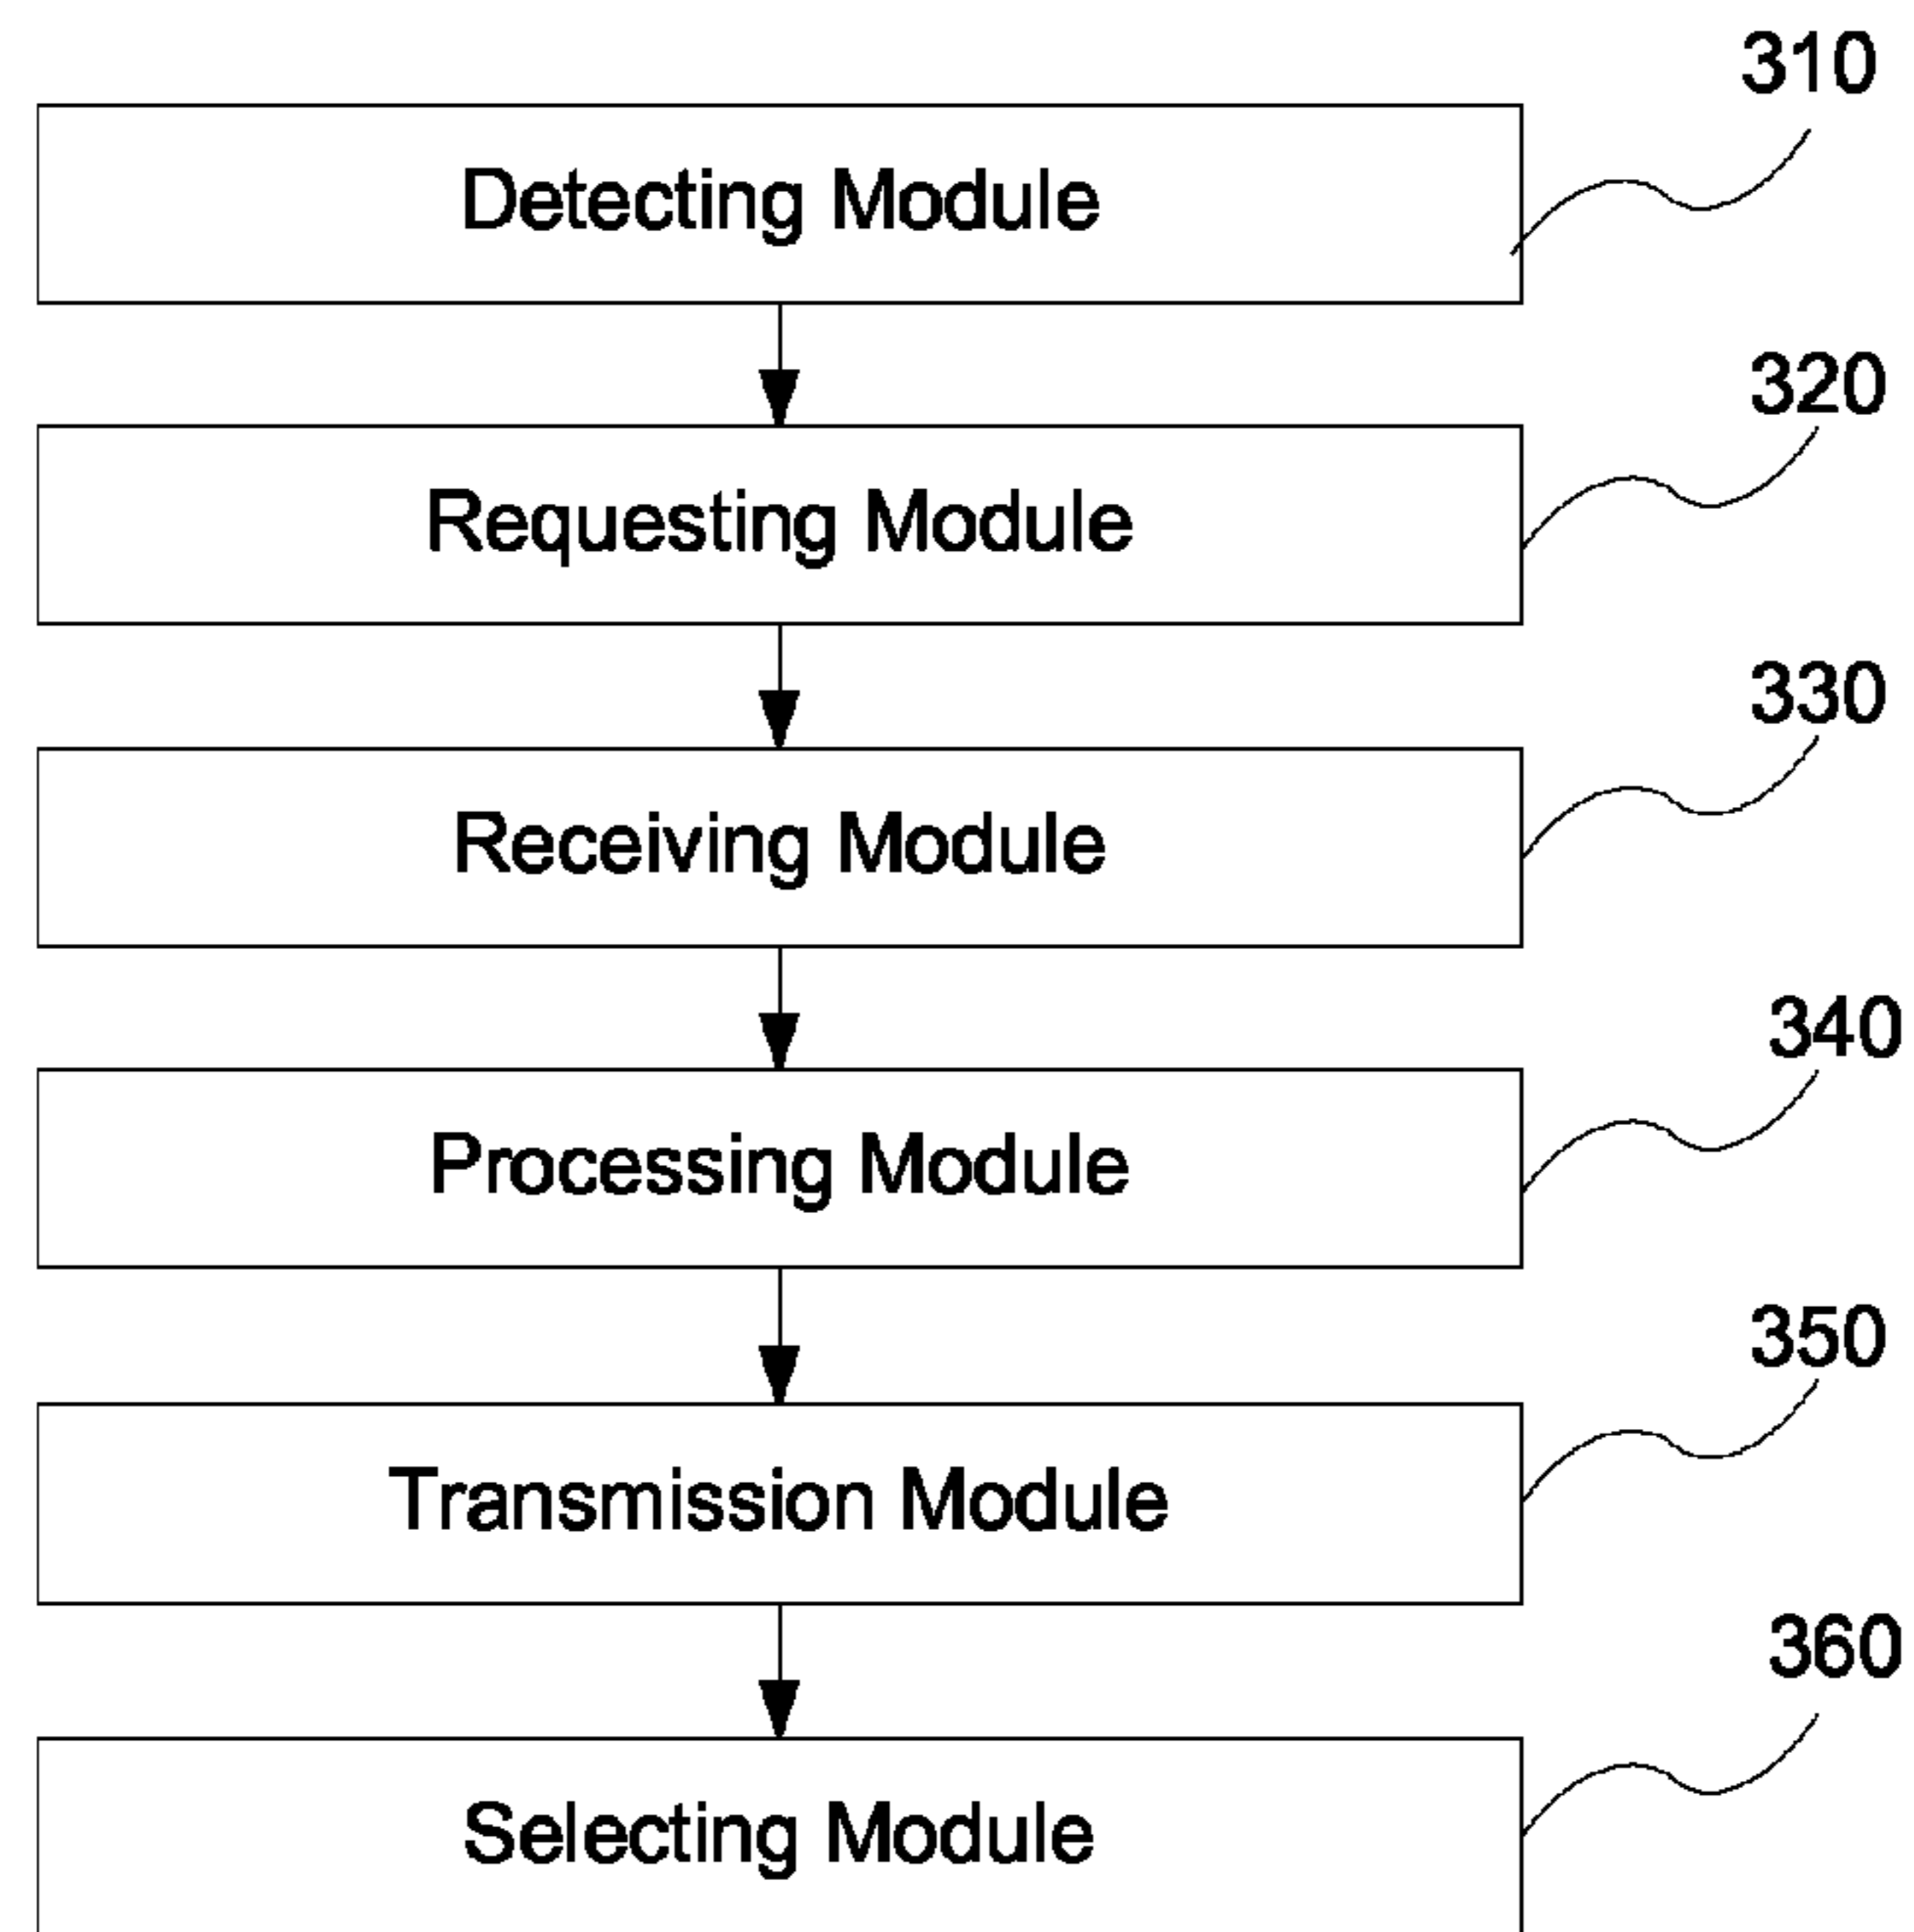 310
Detecting Module
320
Requesting Module
330
Receiving Module
340
Processing Module
350
Transmission Module
360
Selecting Module